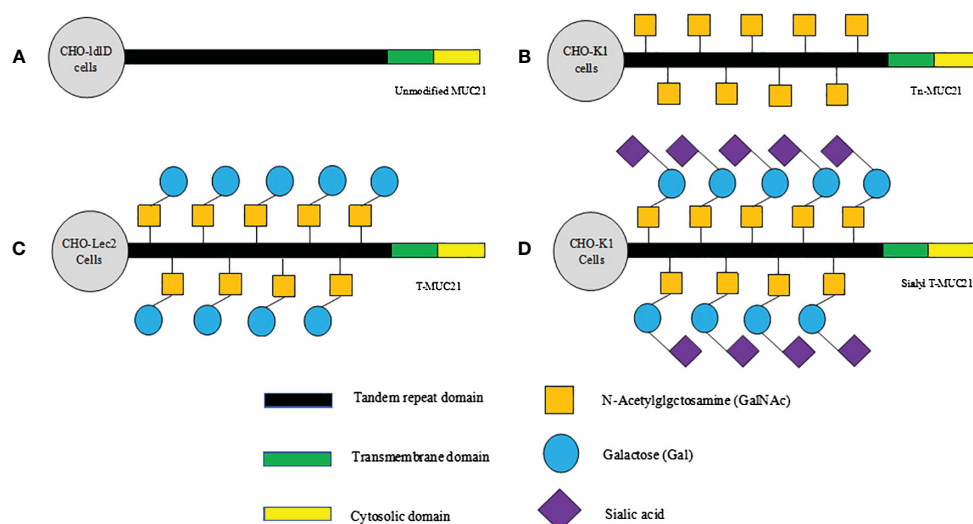 A
CHO-ldlD
cells
Unmodified MUC21
B
CHO-K1
cells
Tn-MUC21
C
CHO-Lec2
Cells
T-MUC21
D
CHO-K1
Cells
Sialyl T-MUC21
Tandem repeat domain
N-Acetylglgctosamine (GalNAc)
Transmembrane domain
Galactose (Gal)
Cytosolic domain
Sialic acid